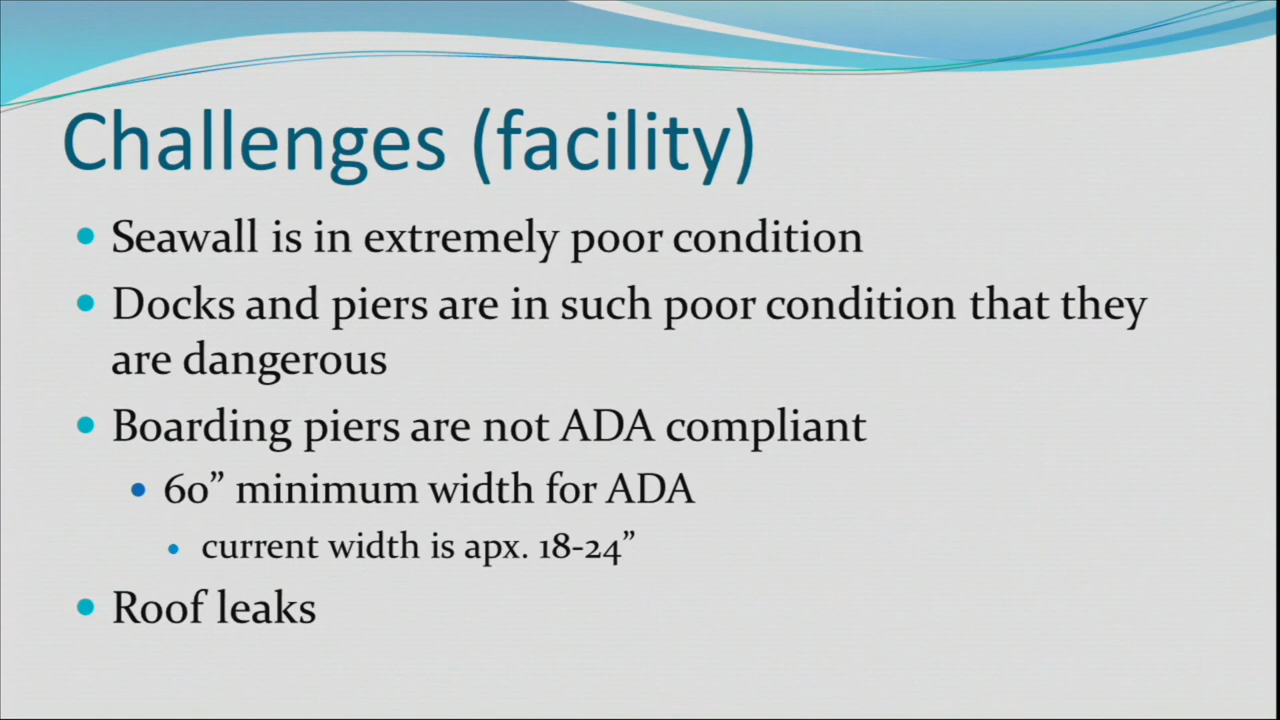 Challenges (facility)
• Seawall is in extremely poor condition
• Docks and piers are in such poor condition that they
are dangerous
• Boarding piers are not ADA compliant
• 60” minimum width for ADA
• current width is apx. 18-24”
• Roof leaks